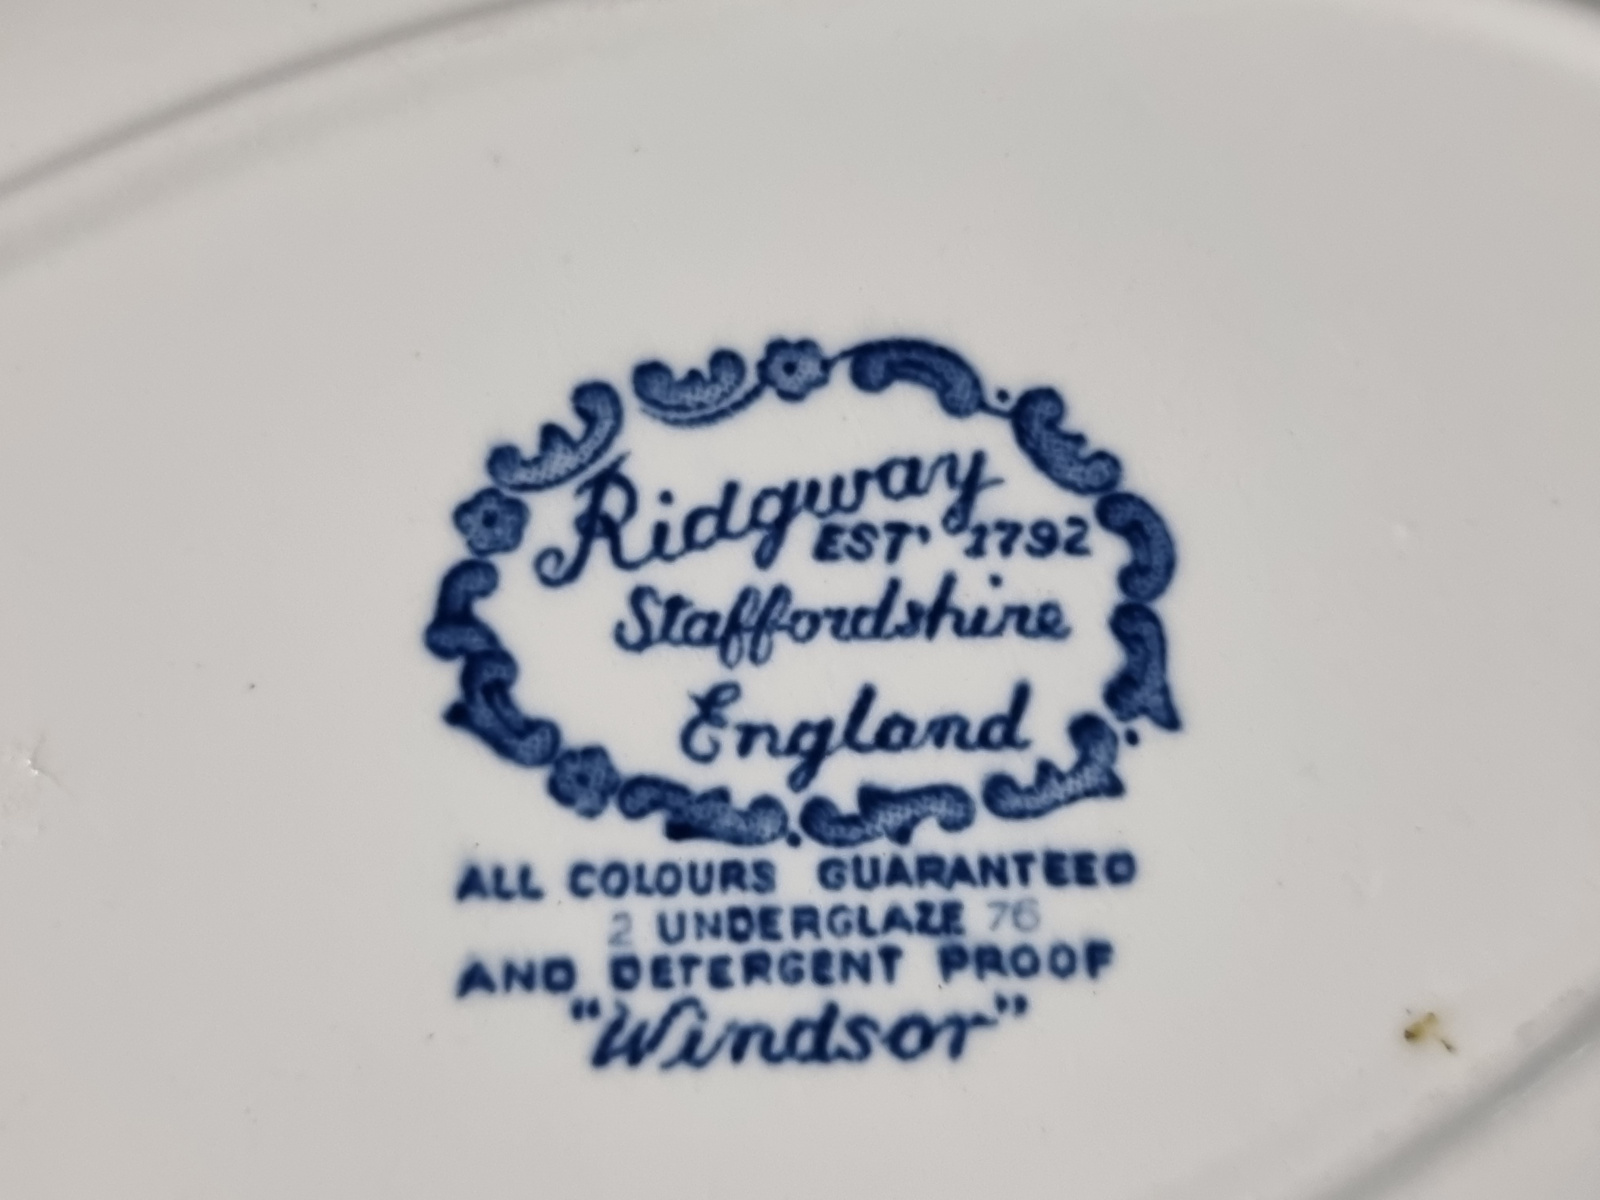 Ridgway
EST' 1792
Staffordshire
England
ALL COLOURS GUARANTEED
2 UNDERGLAZE 76
AND DETERGENT PROOF
"Windsor"